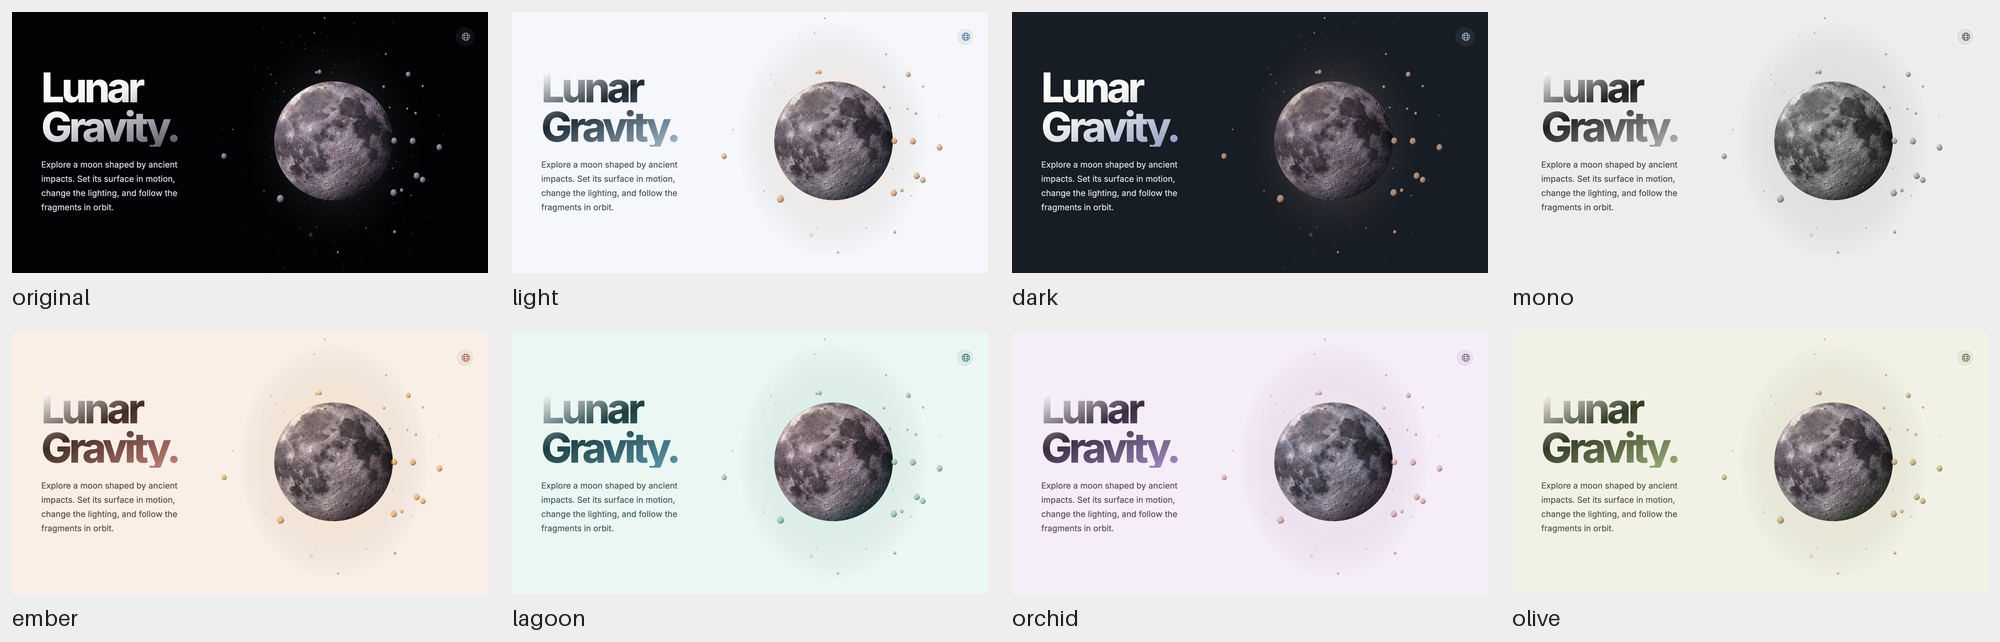 Lunar
Gravity.
Explore a moon shaped by ancient
impacts. Set its surface in motion,
change the lighting, and follow the
fragments in orbit.
original
Lunar
Gravity.
Explore a moon shaped by ancient
impacts. Set its surface in motion,
change the lighting, and follow the
fragments in orbit.
light
Lunar
Gravity.
Explore a moon shaped by ancient
impacts. Set its surface in motion,
change the lighting, and follow the
fragments in orbit.
dark
Lunar
Gravity.
Explore a moon shaped by ancient
impacts. Set its surface in motion,
change the lighting, and follow the
fragments in orbit.
mono
Lunar
Gravity.
Explore a moon shaped by ancient
impacts. Set its surface in motion,
change the lighting, and follow the
fragments in orbit.
ember
Lunar
Gravity.
Explore a moon shaped by ancient
impacts. Set its surface in motion,
change the lighting, and follow the
fragments in orbit.
lagoon
Lunar
Gravity.
Explore a moon shaped by ancient
impacts. Set its surface in motion,
change the lighting, and follow the
fragments in orbit.
orchid
Lunar
Gravity.
Explore a moon shaped by ancient
impacts. Set its surface in motion,
change the lighting, and follow the
fragments in orbit.
olive